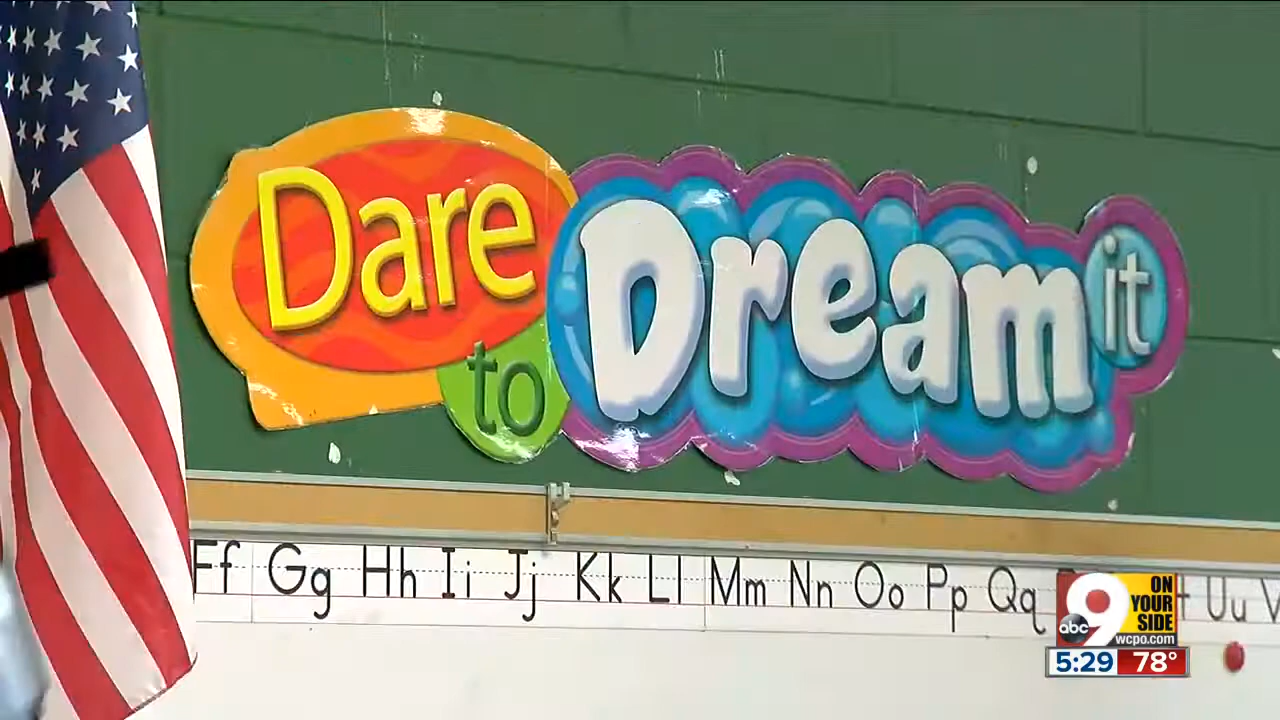 Dare
to
Dream
it
Ff Gg Hh Ii Jj Kk Ll Mm Nn Oo Pp Qq Uu
abc 9
ON
YOUR
SIDE
wcpo.com
5:29 78°